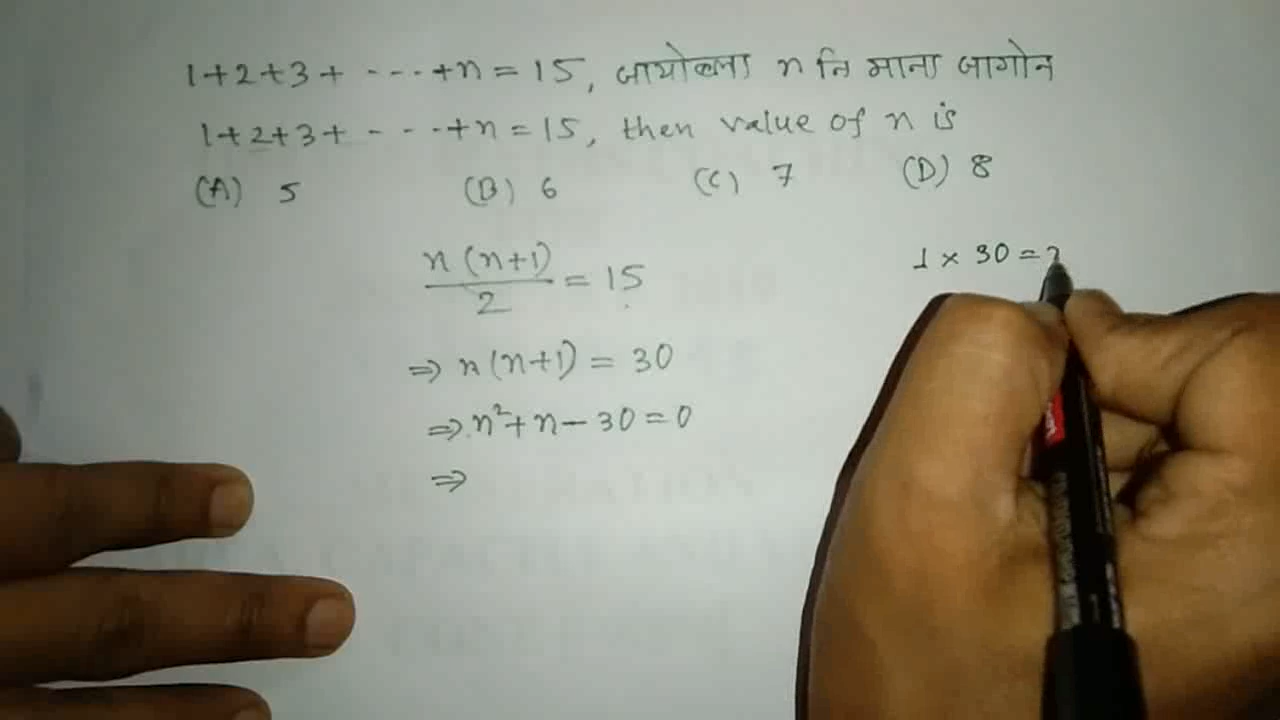 1+2+3+ ----+n = 15, जायोब्ला n नि माना जागोन
1+2+3+ ----+n = 15, then value of n is
(A) 5 (B) 6 (C) 7 (D) 8
n(n+1)/2 = 15
1 × 30 =
⇒ n(n+1) = 30
⇒ n²+n-30=0
⇒